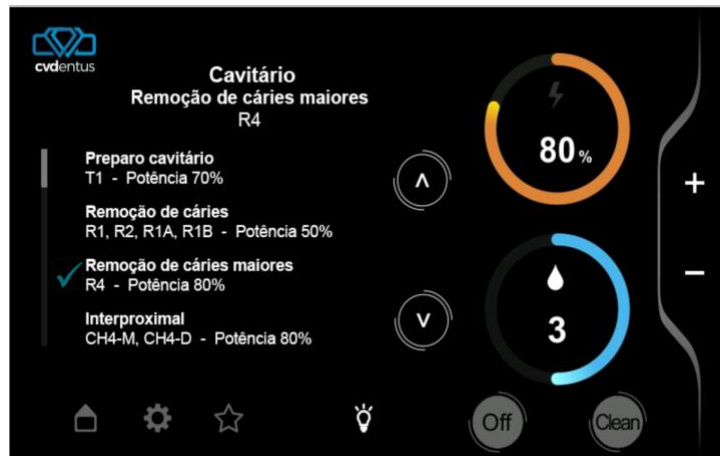 cvdentus
Cavitário
Remoção de cáries maiores
R4
Preparo cavitário
T1 - Potência 70%
Remoção de cáries
R1, R2, R1A, R1B - Potência 50%
Remoção de cáries maiores
R4 - Potência 80%
Interproximal
CH4-M, CH4-D - Potência 80%
80%
3
+
−
Off
Clean